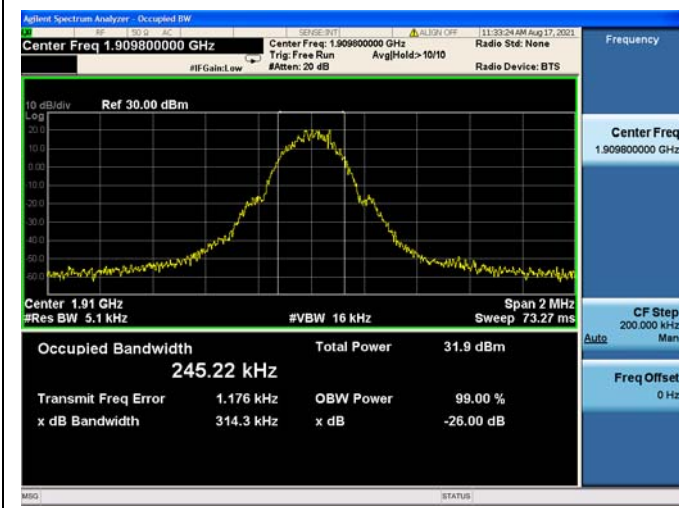 Agilent Spectrum Analyzer - Occupied BW
RF 50 Ω AC SENSE:INT ALIGN OFF 11:33:24 AM Aug 17, 2021
Center Freq 1.909800000 GHz
Center Freq: 1.909800000 GHz
Radio Std: None
Trig: Free Run Avg|Hold:>10/10
#IFGain:Low #Atten: 20 dB Radio Device: BTS
Frequency
10 dB/div Ref 30.00 dBm
Log
20.0
10.0
0.00
10.0
20.0
30.0
40.0
50.0
60.0
Center Freq
1.909800000 GHz
Center 1.91 GHz Span 2 MHz
#Res BW 5.1 kHz #VBW 16 kHz Sweep 73.27 ms
CF Step
200.000 kHz
Auto Man
Occupied Bandwidth Total Power 31.9 dBm
245.22 kHz
Transmit Freq Error 1.176 kHz OBW Power 99.00 %
x dB Bandwidth 314.3 kHz x dB -26.00 dB
Freq Offset
0 Hz
MSG STATUS